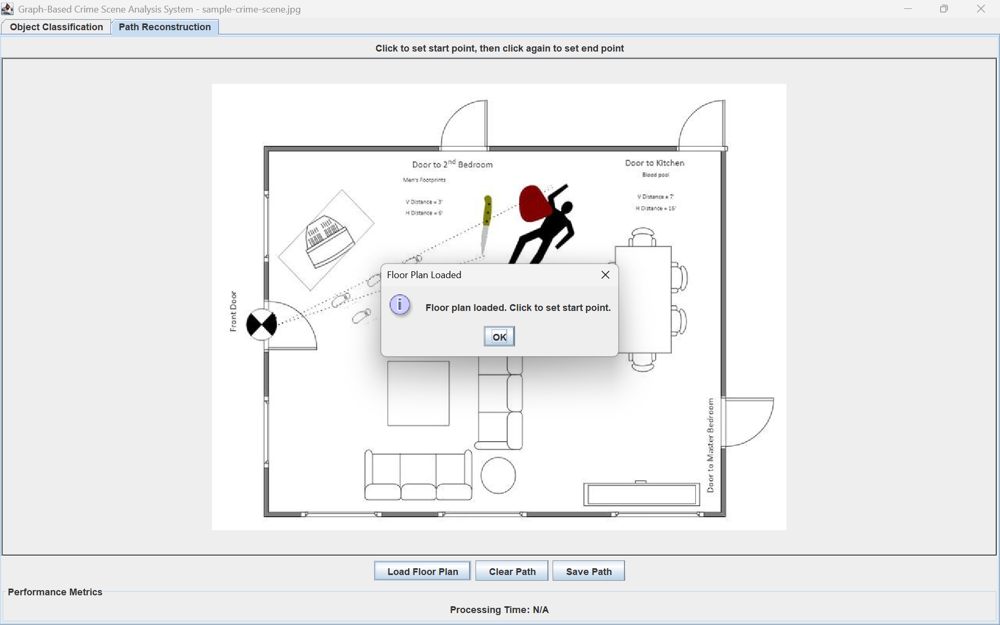 Graph-Based Crime Scene Analysis System - sample-crime-scene.jpg
Object Classification
Path Reconstruction
Click to set start point, then click again to set end point
Door to 2nd Bedroom
Men's Footprints
V Distance = 3'
H Distance = 6'
Door to Kitchen
Blood pool
V Distance = 7'
H Distance = 16'
Front Door
Floor Plan Loaded
Floor plan loaded. Click to set start point.
OK
Door to Master Bedroom
Load Floor Plan
Clear Path
Save Path
Performance Metrics
Processing Time: N/A